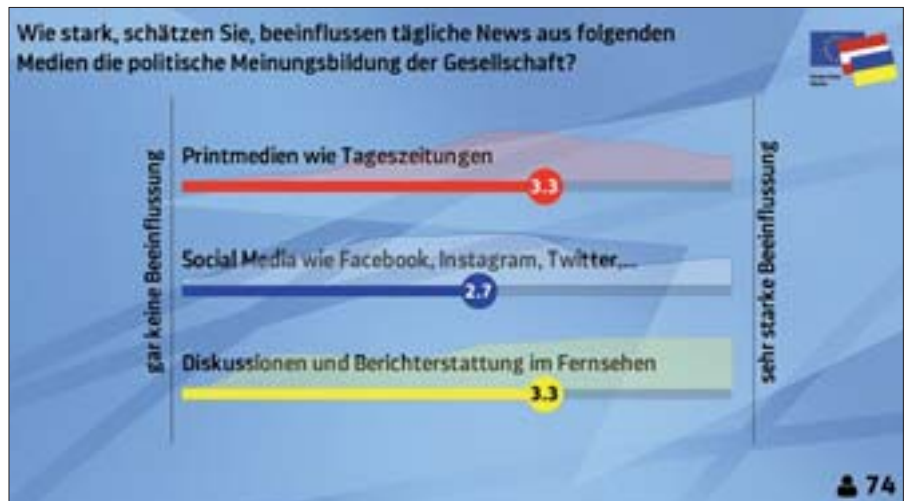 Wie stark, schätzen Sie, beeinflussen tägliche News aus folgenden
Medien die politische Meinungsbildung der Gesellschaft?
gar keine Beeinflussung
Printmedien wie Tageszeitungen
3.3
Social Media wie Facebook, Instagram, Twitter,...
2.7
Diskussionen und Berichterstattung im Fernsehen
3.3
sehr starke Beeinflussung
74